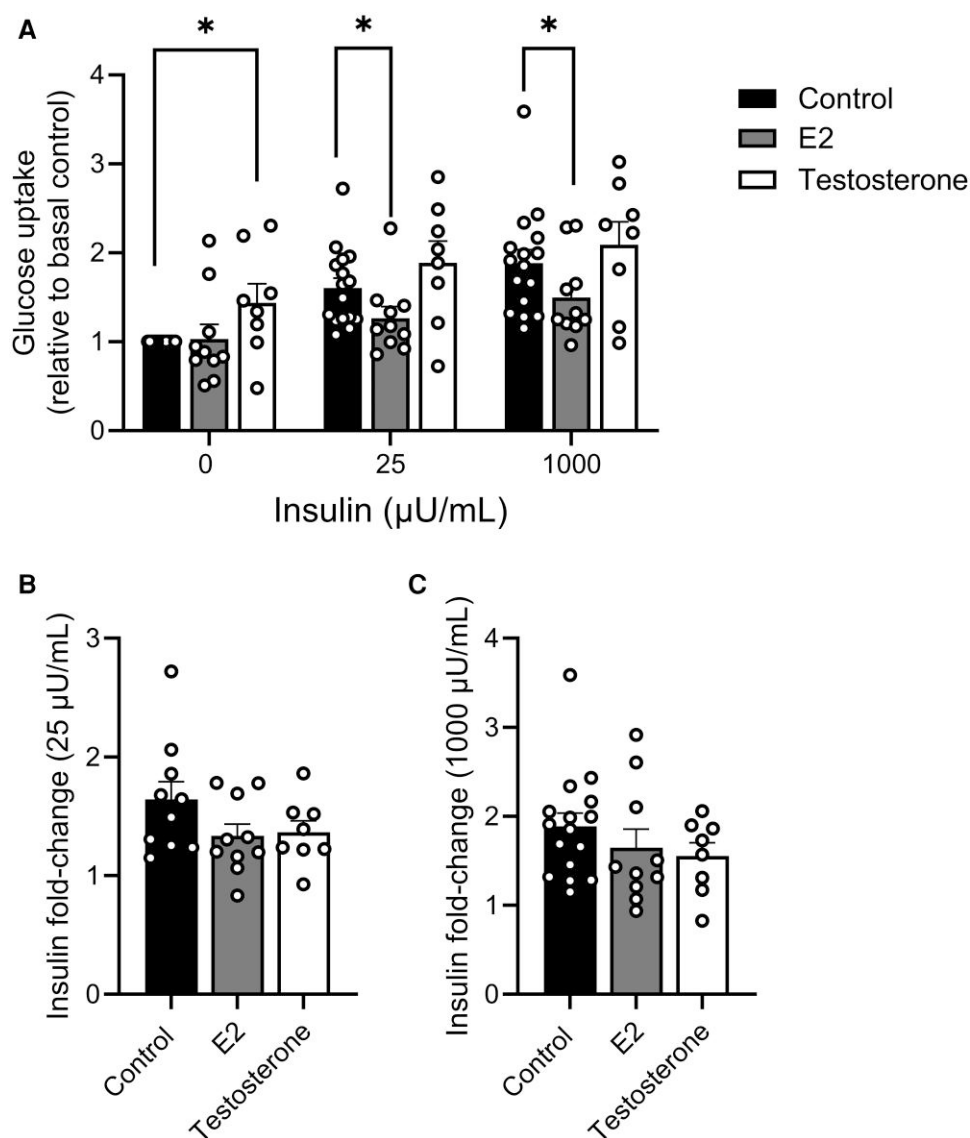 A
* * *
Glucose uptake
(relative to basal control)
4
3
2
1
0
0 25 1000
Insulin (µU/mL)
Control
E2
Testosterone
B
Insulin fold-change (25 µU/mL)
3
2
1
0
Control E2 Testosterone
C
Insulin fold-change (1000 µU/mL)
4
3
2
1
0
Control E2 Testosterone